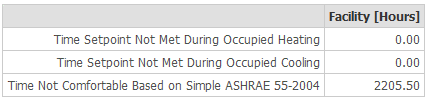 Facility [Hours]
Time Setpoint Not Met During Occupied Heating 0.00
Time Setpoint Not Met During Occupied Cooling 0.00
Time Not Comfortable Based on Simple ASHRAE 55-2004 2205.50